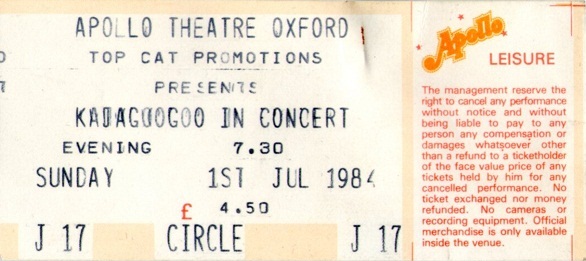 APOLLO THEATRE OXFORD
TOP CAT PROMOTIONS
PRESENTS
KAJAGOOGOO IN CONCERT
EVENING 7.30
SUNDAY 1ST JUL 1984
£ 4.50
J 17 CIRCLE J 17
Apollo
LEISURE
The management reserve the
right to cancel any performance
without notice and without
being liable to pay to any
person any compensation or
damages whatsoever other
than a refund to a ticketholder
of the face value price of any
tickets held by him for any
cancelled performance. No
ticket exchanged nor money
refunded. No cameras or
recording equipment. Official
merchandise is only available
inside the venue.